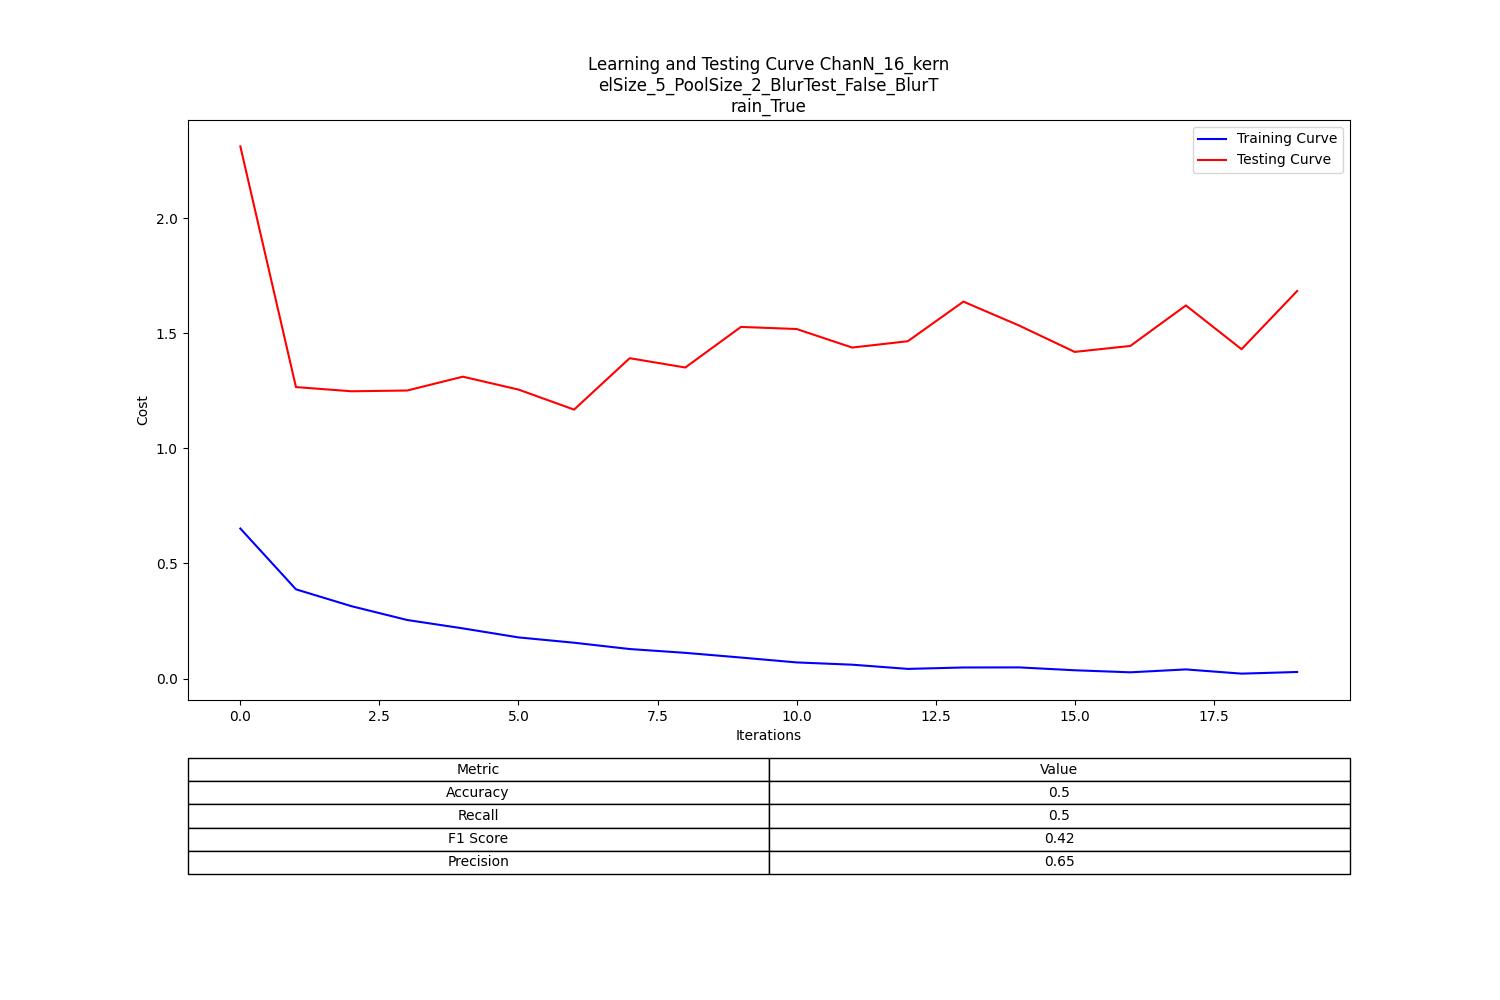 Learning and Testing Curve ChanN_16_kern
elSize_5_PoolSize_2_BlurTest_False_BlurT
rain_True
Training Curve
Testing Curve
2.0
1.5
1.0
0.5
0.0
Cost
0.0 2.5 5.0 7.5 10.0 12.5 15.0 17.5
Iterations
Metric Value
Accuracy 0.5
Recall 0.5
F1 Score 0.42
Precision 0.65